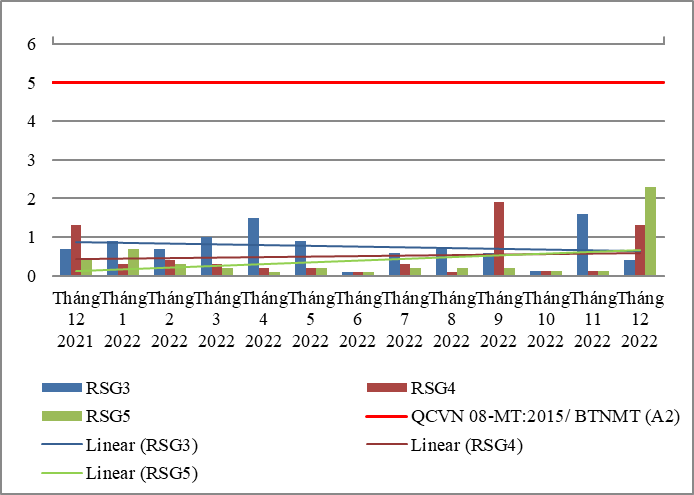 6
5
4
3
2
1
0
Tháng Tháng Tháng Tháng Tháng Tháng Tháng Tháng Tháng Tháng Tháng Tháng Tháng
12 1 2 3 4 5 6 7 8 9 10 11 12
2021 2022 2022 2022 2022 2022 2022 2022 2022 2022 2022 2022 2022
RSG3 RSG4
RSG5 QCVN 08-MT:2015/ BTNMT (A2)
Linear (RSG3) Linear (RSG4)
Linear (RSG5)